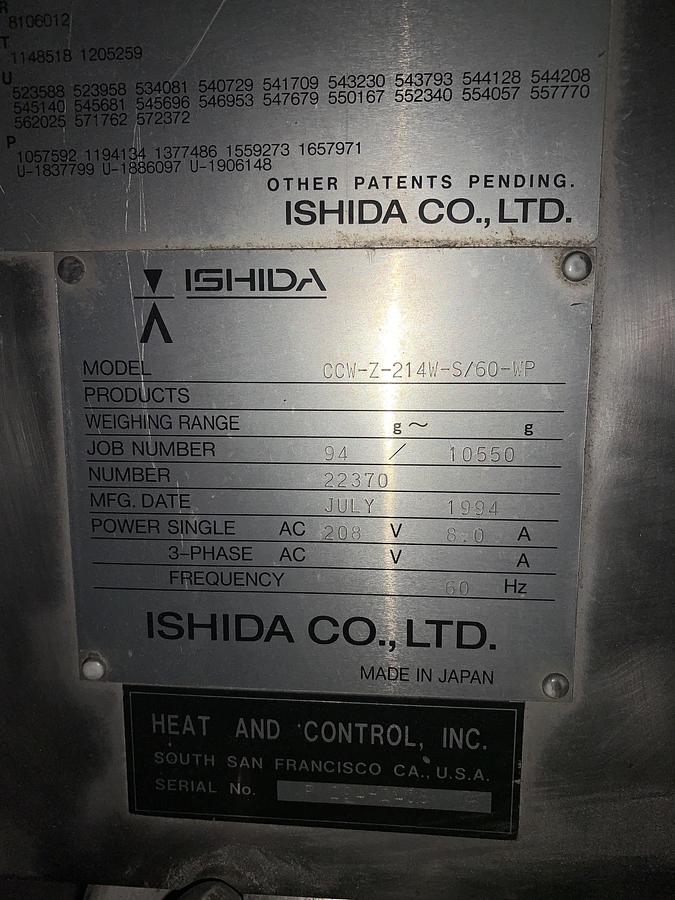 R
8106012
T
1148518 1205259
U
523588 523958 534081 540729 541709 543230 543793 544128 544208
545140 545681 545696 546953 547679 550167 552340 554057 557770
562025 571762 572372
P
1057592 1194134 1377486 1559273 1657971
U-1837799 U-1886097 U-1906148
OTHER PATENTS PENDING.
ISHIDA CO.,LTD.
ISHIDA
MODEL CCW-Z-214W-S/60-WP
PRODUCTS
WEIGHING RANGE g~ g
JOB NUMBER 94 / 10550
NUMBER 22370
MFG. DATE JULY 1994
POWER SINGLE AC 208 V 8.0 A
3-PHASE AC V A
FREQUENCY 60 Hz
ISHIDA CO.,LTD.
MADE IN JAPAN
HEAT AND CONTROL, INC.
SOUTH SAN FRANCISCO CA., U.S.A.
SERIAL No.